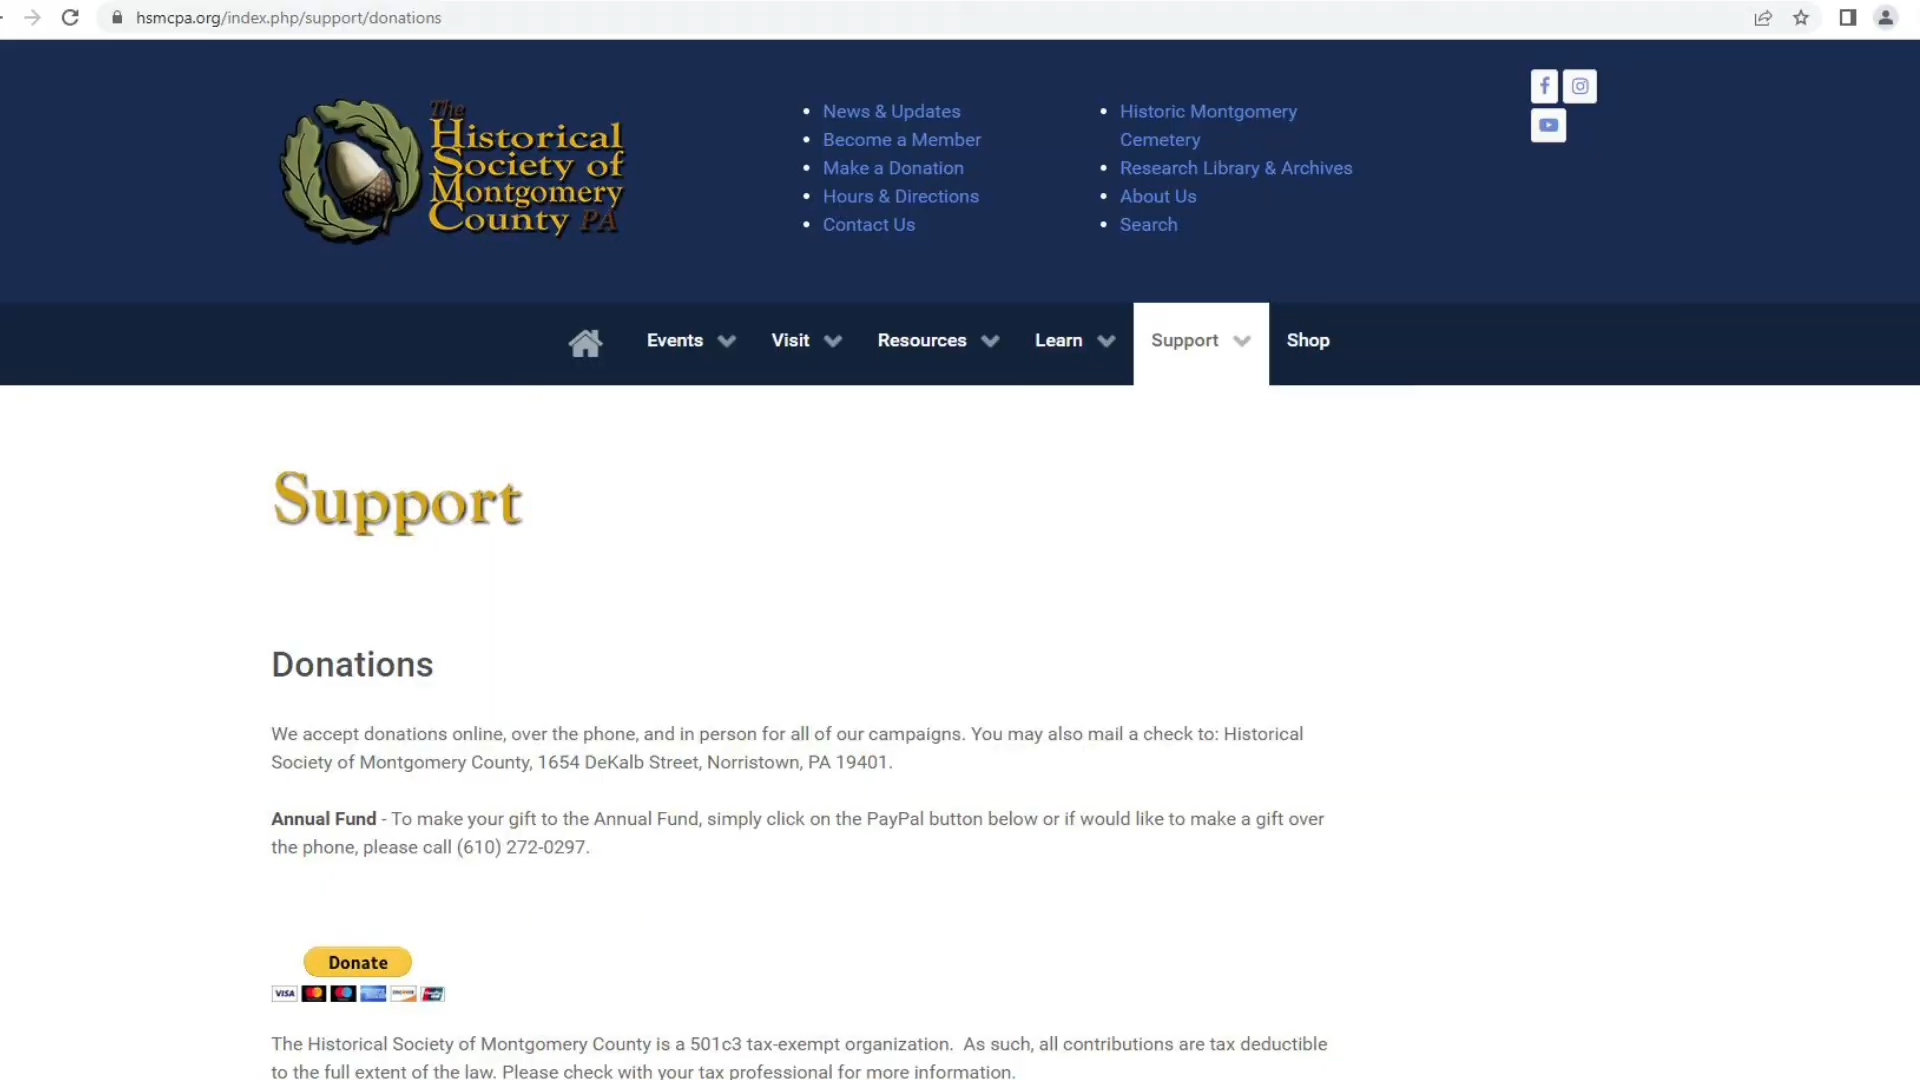 hsmcpa.org/index.php/support/donations
The
Historical
Society of
Montgomery
County PA
News & Updates
Become a Member
Make a Donation
Hours & Directions
Contact Us
Historic Montgomery
Cemetery
Research Library & Archives
About Us
Search
Events
Visit
Resources
Learn
Support
Shop
Support
Donations
We accept donations online, over the phone, and in person for all of our campaigns. You may also mail a check to: Historical
Society of Montgomery County, 1654 DeKalb Street, Norristown, PA 19401.
Annual Fund - To make your gift to the Annual Fund, simply click on the PayPal button below or if would like to make a gift over
the phone, please call (610) 272-0297.
Donate
VISA
The Historical Society of Montgomery County is a 501c3 tax-exempt organization.  As such, all contributions are tax deductible
to the full extent of the law. Please check with your tax professional for more information.